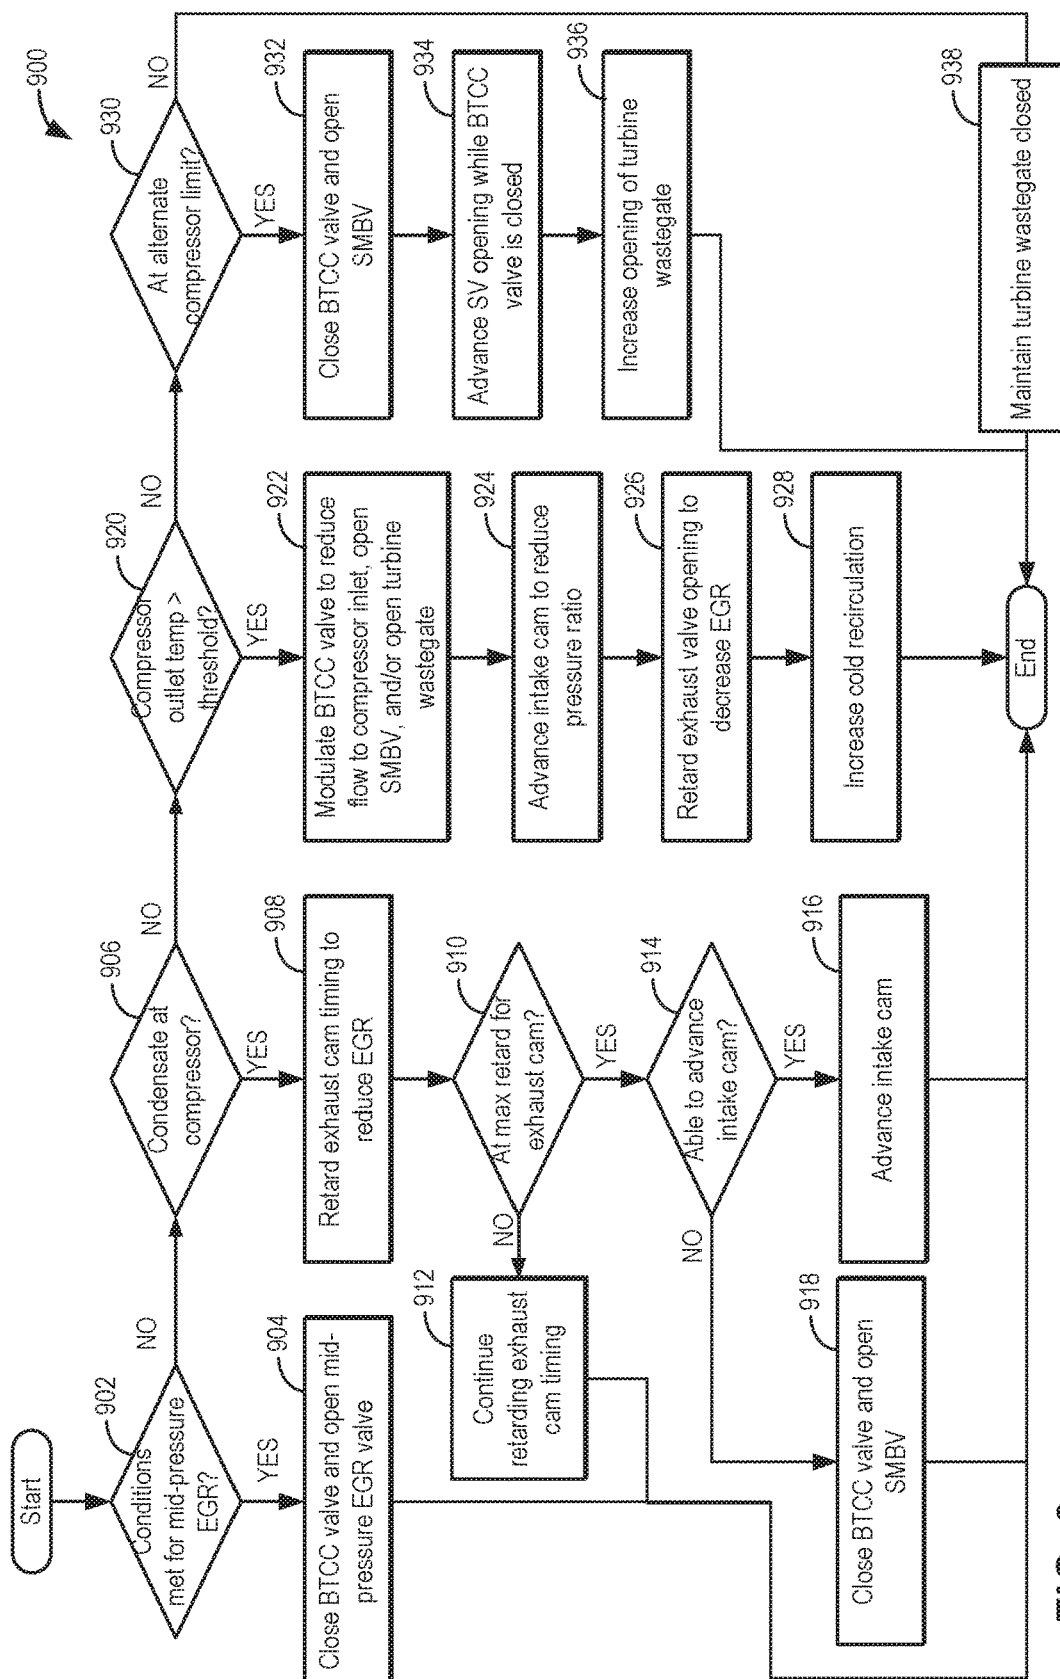 900
Start
902
Conditions
met for mid-pressure
EGR?
NO
YES
904
Close BTCC valve and open mid-
pressure EGR valve
906
Condensate at
compressor?
NO
YES
908
Retard exhaust cam timing to
reduce EGR
910
At max retard for
exhaust cam?
NO
YES
912
Continue
retarding exhaust
cam timing
914
Able to advance
intake cam?
NO
YES
916
Advance intake cam
918
Close BTCC valve and open
SMBV
920
Compressor
outlet temp >
threshold?
NO
YES
922
Modulate BTCC valve to reduce
flow to compressor inlet, open
SMBV, and/or open turbine
wastegate
924
Advance intake cam to reduce
pressure ratio
926
Retard exhaust valve opening to
decrease EGR
928
Increase cold recirculation
930
At alternate
compressor limit?
NO
YES
932
Close BTCC valve and open
SMBV
934
Advance SV opening while BTCC
valve is closed
936
Increase opening of turbine
wastegate
938
Maintain turbine wastegate closed
End